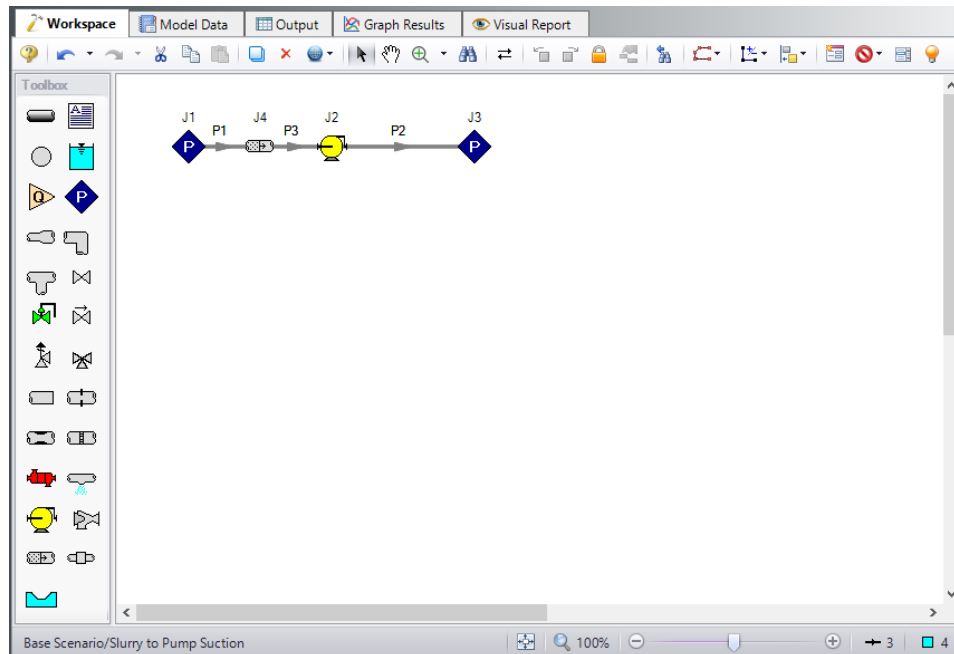 Workspace Model Data Output Graph Results Visual Report
Toolbox
J1 J4 J2 J3
P1 P3 P2
P P
Q P
Base Scenario/Slurry to Pump Suction 100% 3 4